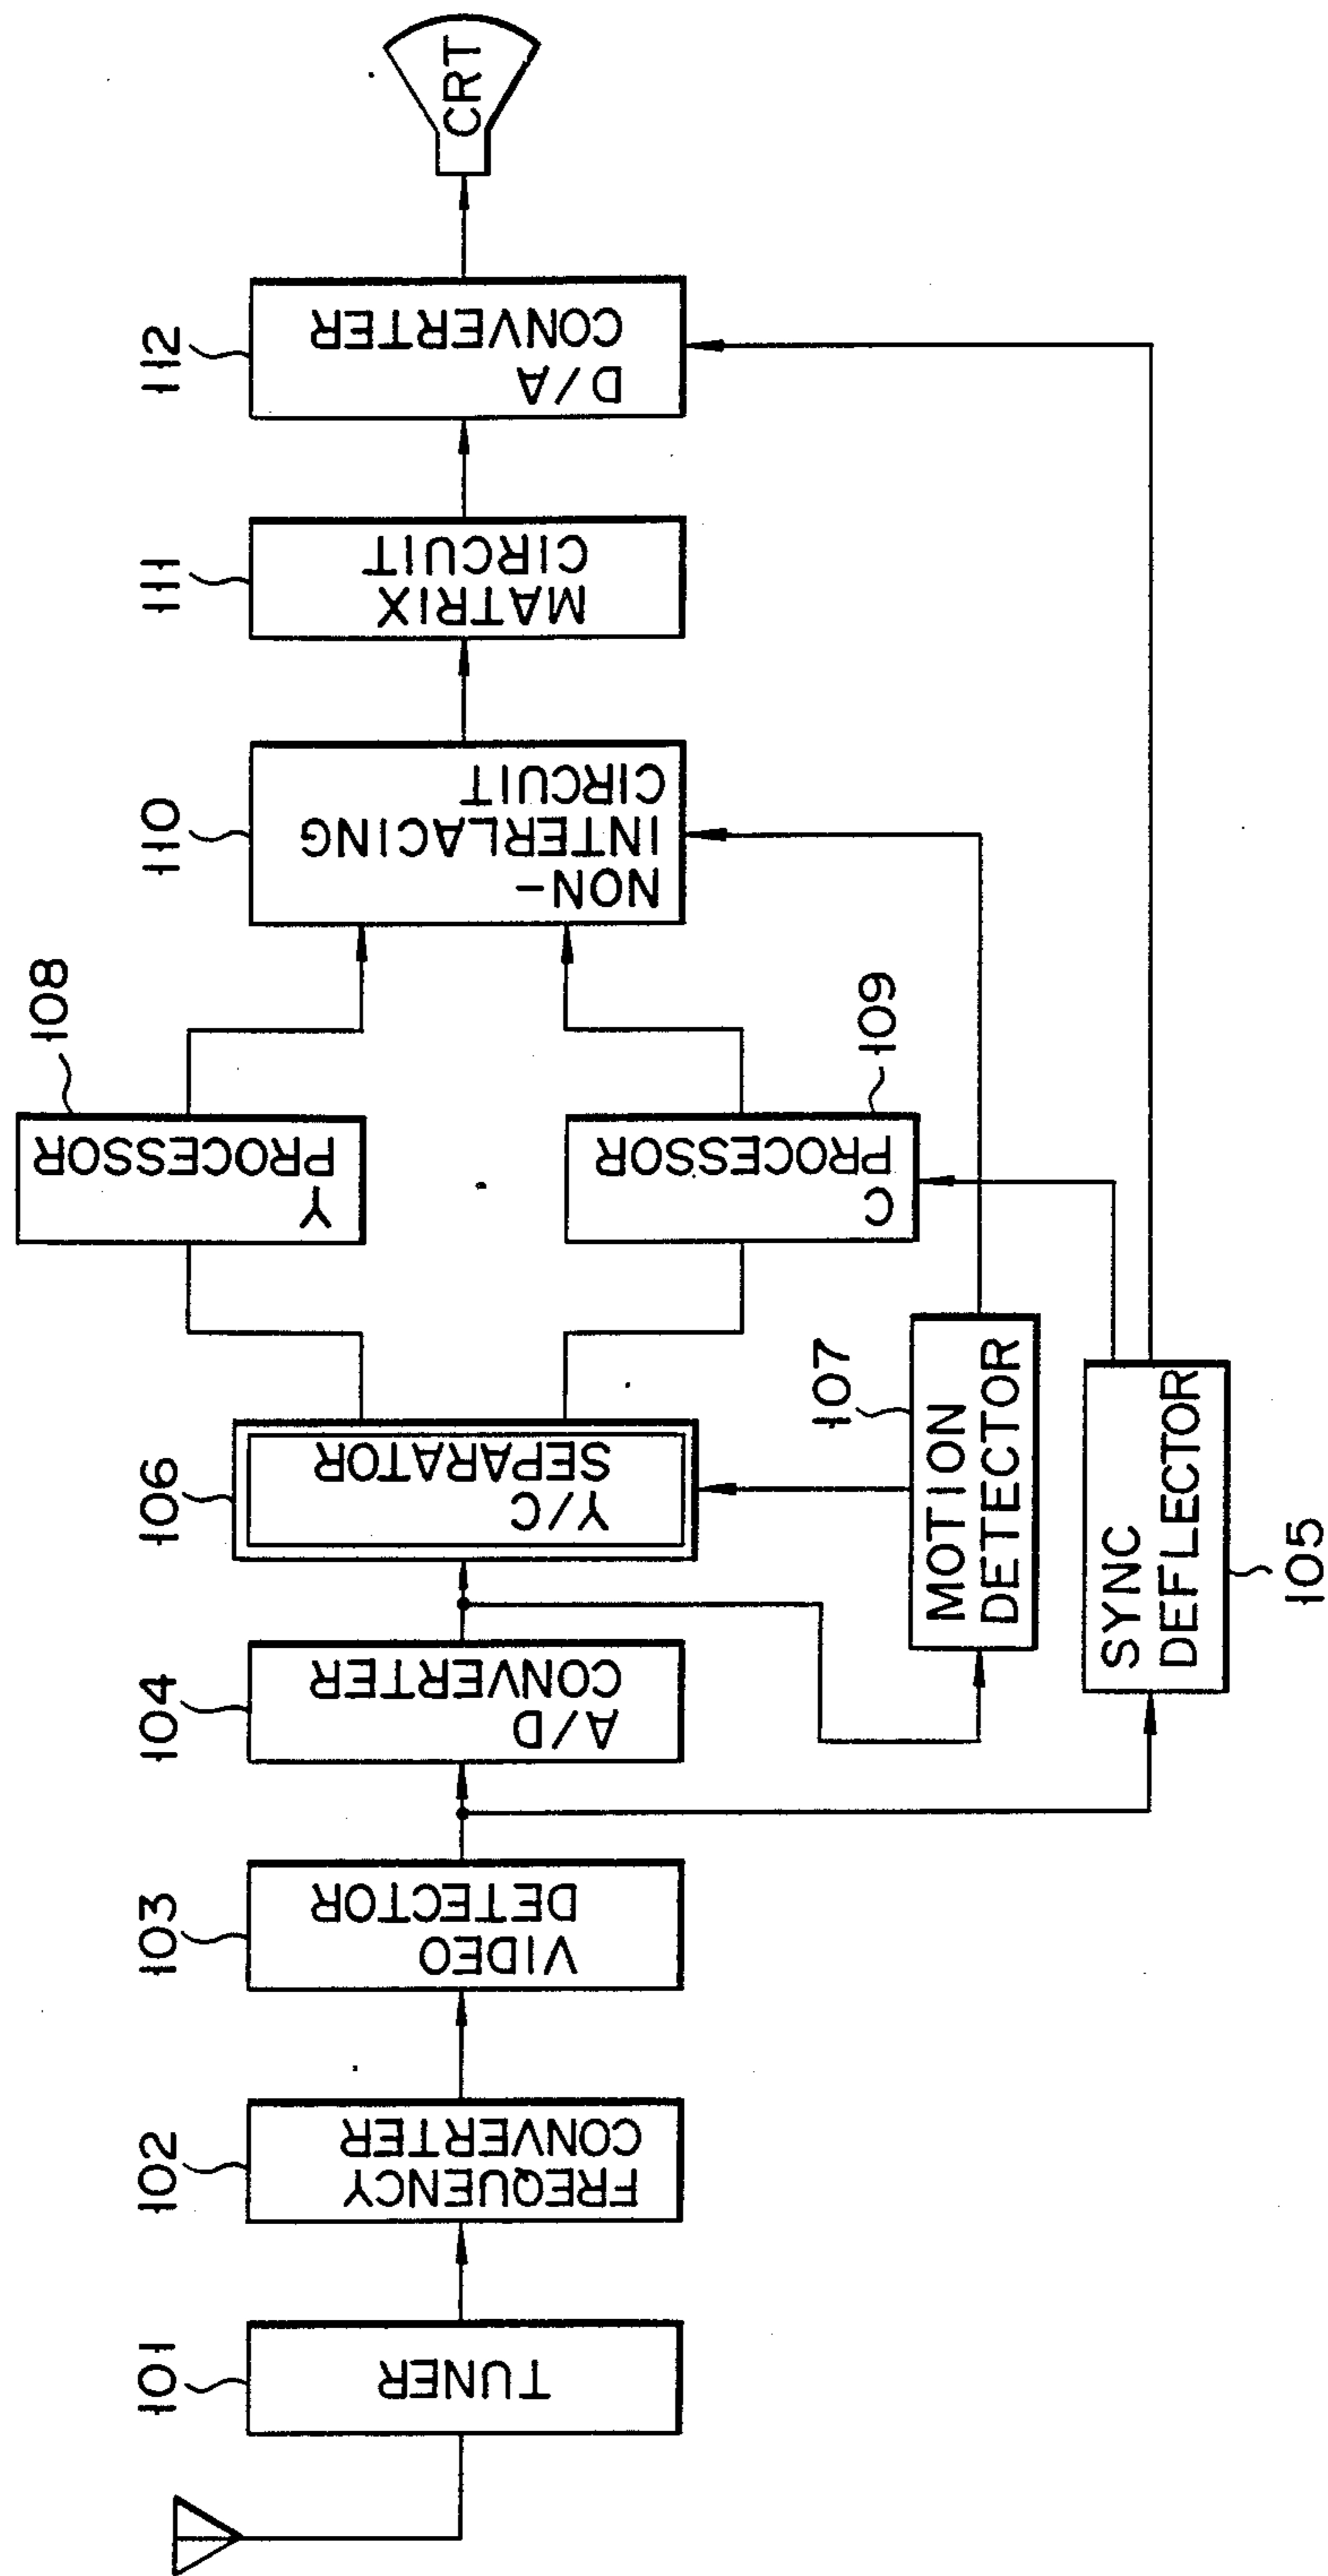 101
TUNER
102
FREQUENCY
CONVERTER
103
VIDEO
DETECTOR
104
A/D
CONVERTER
106
Y/C
SEPARATOR
108
Y
PROCESSOR
C
PROCESSOR
109
110
NON-
INTERLACING
CIRCUIT
111
MATRIX
CIRCUIT
112
D/A
CONVERTER
CRT
107
MOTION
DETECTOR
SYNC
DEFLECTOR
105